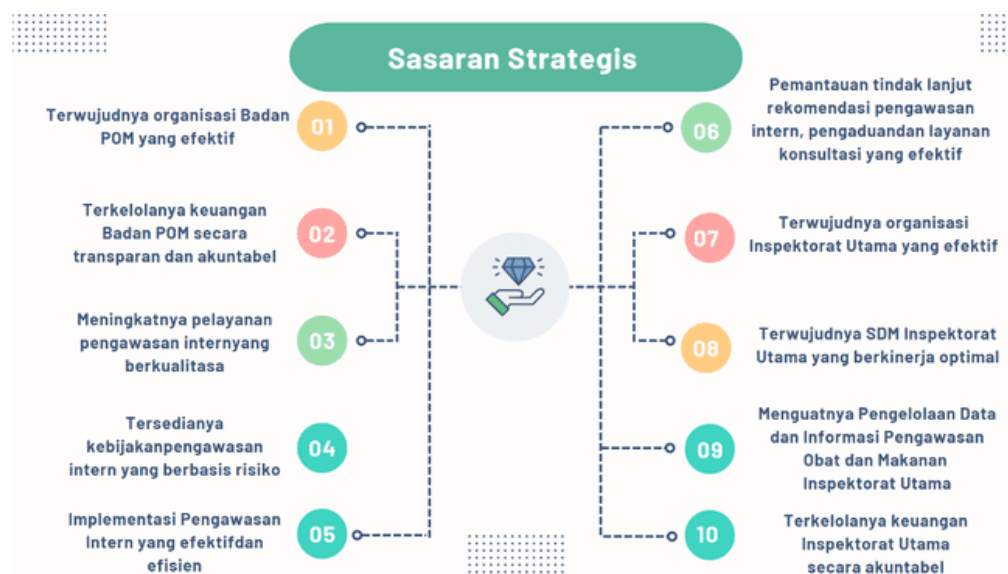 Sasaran Strategis
Terwujudnya organisasi Badan
POM yang efektif
01
Terkelolanya keuangan
Badan POM secara
transparan dan akuntabel
02
Meningkatnya pelayanan
pengawasan internyang
berkualitasa
03
Tersedianya
kebijakanpengawasan
intern yang berbasis risiko
04
Implementasi Pengawasan
Intern yang efektifdan
efisien
05
06
Pemantauan tindak lanjut
rekomendasi pengawasan
intern, pengaduandan layanan
konsultasi yang efektif
07
Terwujudnya organisasi
Inspektorat Utama yang efektif
08
Terwujudnya SDM Inspektorat
Utama yang berkinerja optimal
09
Menguatnya Pengelolaan Data
dan Informasi Pengawasan
Obat dan Makanan
Inspektorat Utama
10
Terkelolanya keuangan
Inspektorat Utama
secara akuntabel